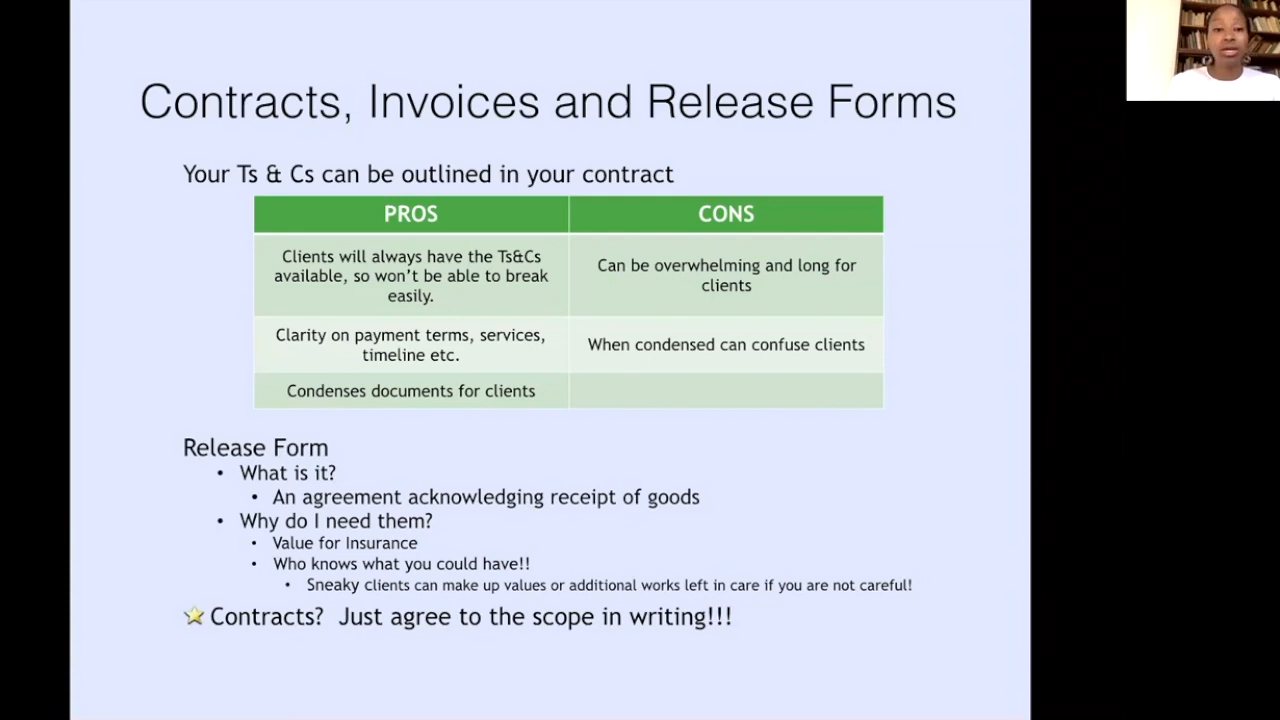 Contracts, Invoices and Release Forms
Your Ts & Cs can be outlined in your contract
PROS
CONS
Clients will always have the Ts&Cs
available, so won't be able to break
easily.
Can be overwhelming and long for
clients
Clarity on payment terms, services,
timeline etc.
When condensed can confuse clients
Condenses documents for clients
Release Form
• What is it?
• An agreement acknowledging receipt of goods
• Why do I need them?
• Value for Insurance
• Who knows what you could have!!
• Sneaky clients can make up values or additional works left in care if you are not careful!
Contracts? Just agree to the scope in writing!!!